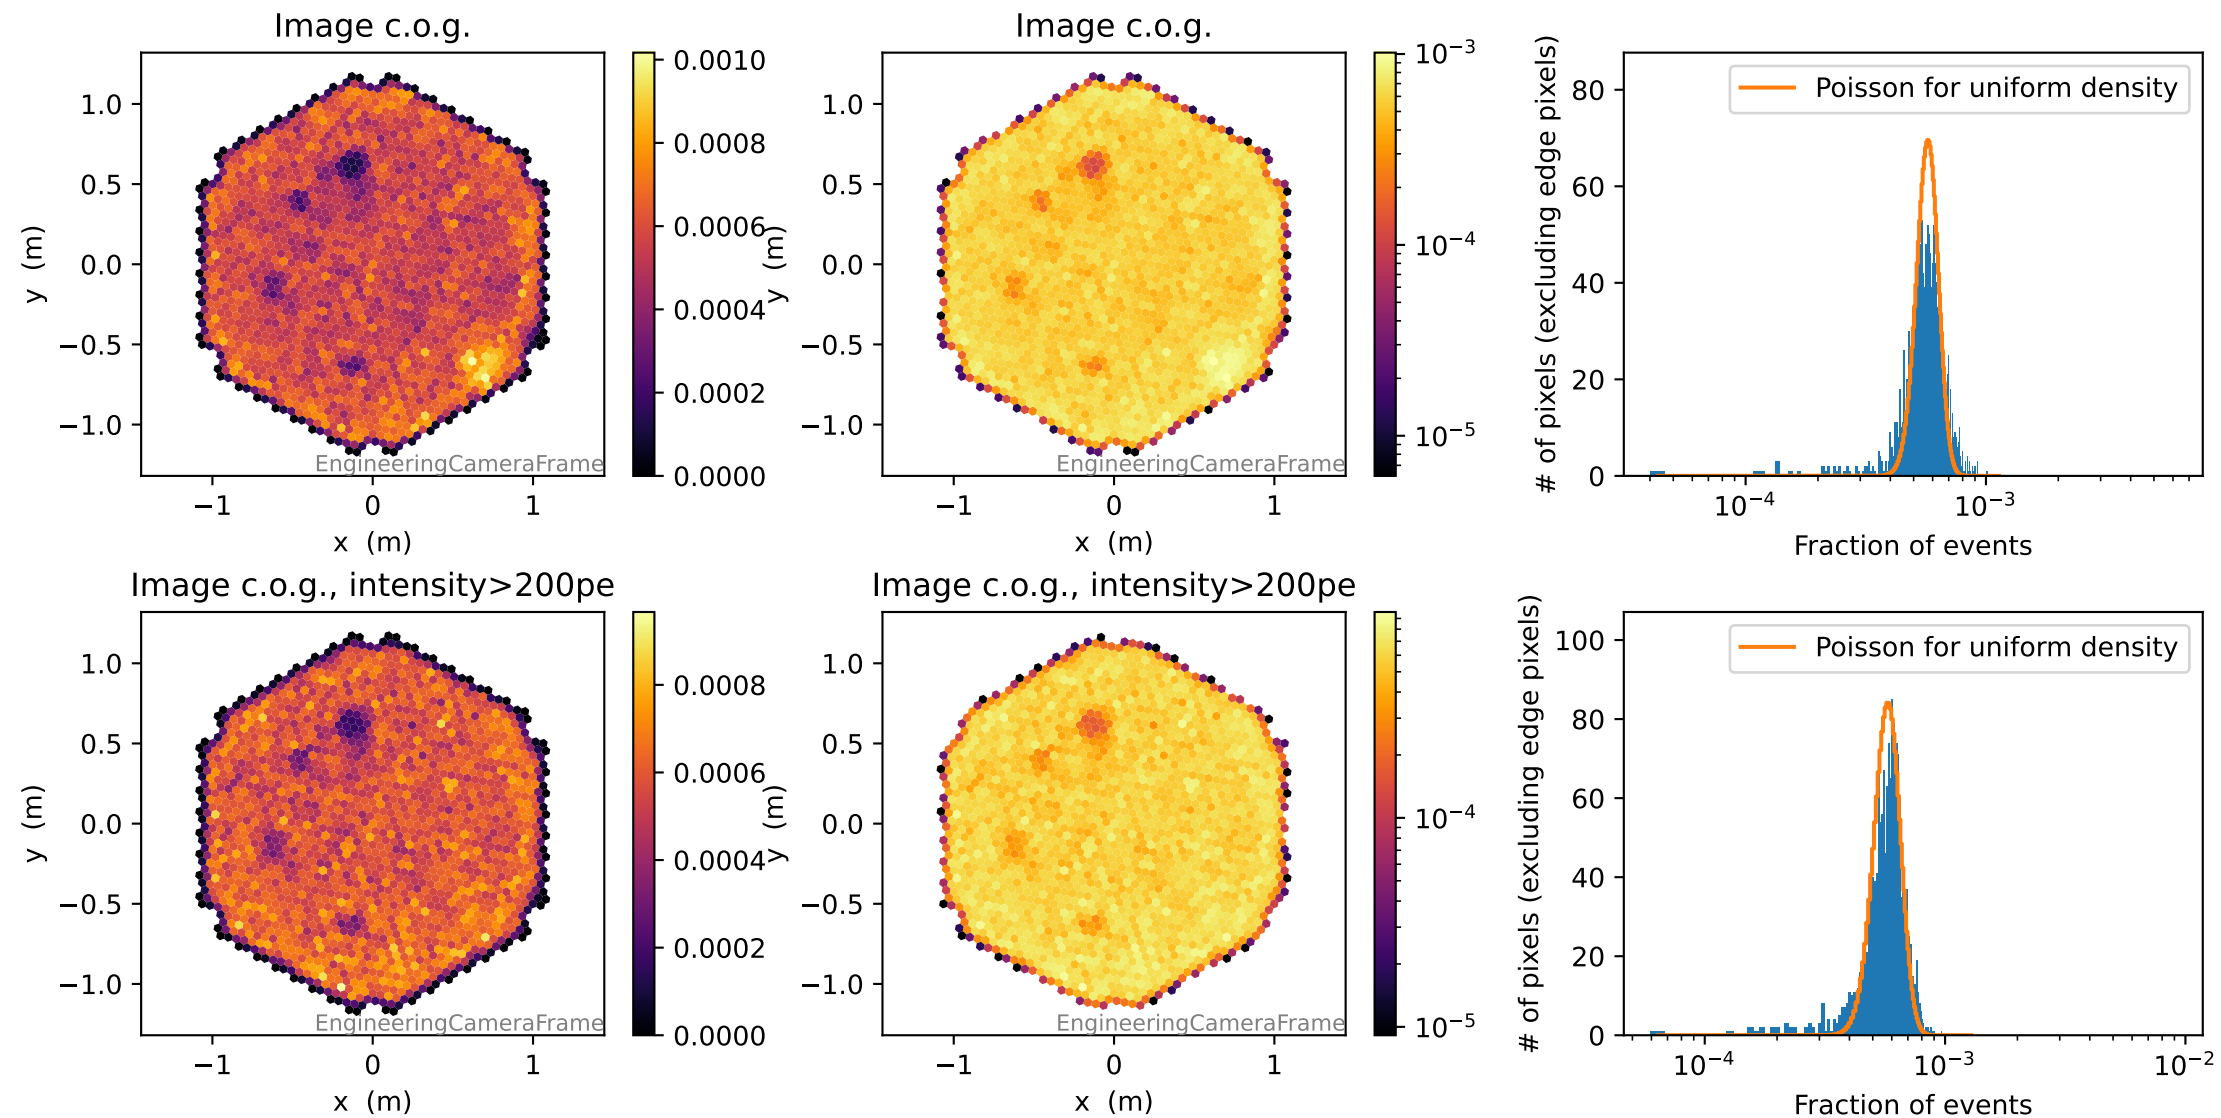 Image c.o.g.
y (m)
1.0
0.5
0.0
−0.5
−1.0
−1
0
1
x (m)
EngineeringCameraFrame
0.0010
0.0008
0.0006
0.0004
0.0002
0.0000
Image c.o.g.
y (m)
1.0
0.5
0.0
−0.5
−1.0
−1
0
1
x (m)
EngineeringCameraFrame
10⁻³
10⁻⁴
10⁻⁵
# of pixels (excluding edge pixels)
80
60
40
20
0
Poisson for uniform density
10⁻⁴
10⁻³
Fraction of events
Image c.o.g., intensity>200pe
y (m)
1.0
0.5
0.0
−0.5
−1.0
−1
0
1
x (m)
EngineeringCameraFrame
0.0008
0.0006
0.0004
0.0002
0.0000
Image c.o.g., intensity>200pe
y (m)
1.0
0.5
0.0
−0.5
−1.0
−1
0
1
x (m)
EngineeringCameraFrame
10⁻⁴
10⁻⁵
# of pixels (excluding edge pixels)
100
80
60
40
20
0
Poisson for uniform density
10⁻⁴
10⁻³
10⁻²
Fraction of events